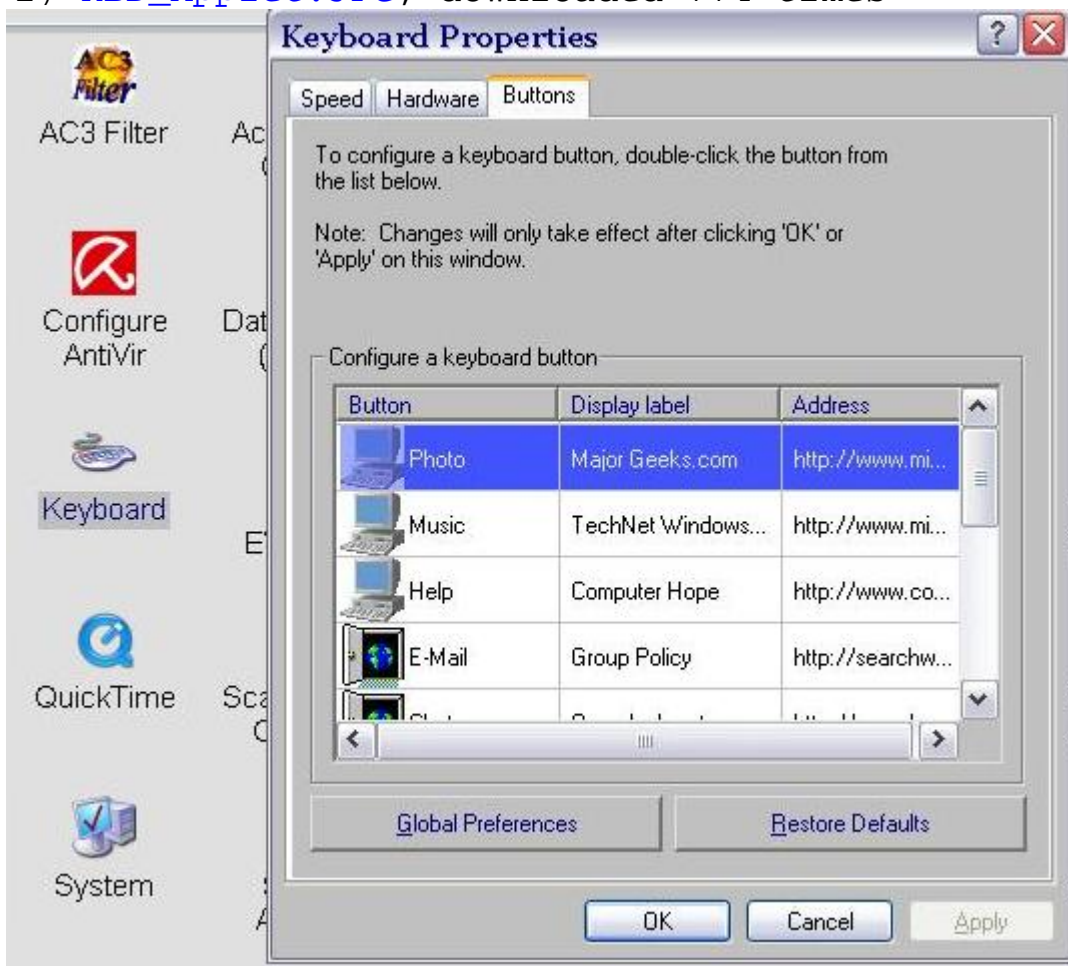 Keyboard Properties
AC3
Filter
AC3 Filter
Speed
Hardware
Buttons
To configure a keyboard button, double-click the button from
the list below.
Note: Changes will only take effect after clicking 'OK' or
'Apply' on this window.
Configure
AntiVir
Configure a keyboard button
Button Display label Address
Photo Major Geeks.com http://www.mi...
Music TechNet Windows... http://www.mi...
Help Computer Hope http://www.co...
E-Mail Group Policy http://searchw...
Keyboard
QuickTime
Global Preferences
Restore Defaults
System
OK
Cancel
Apply